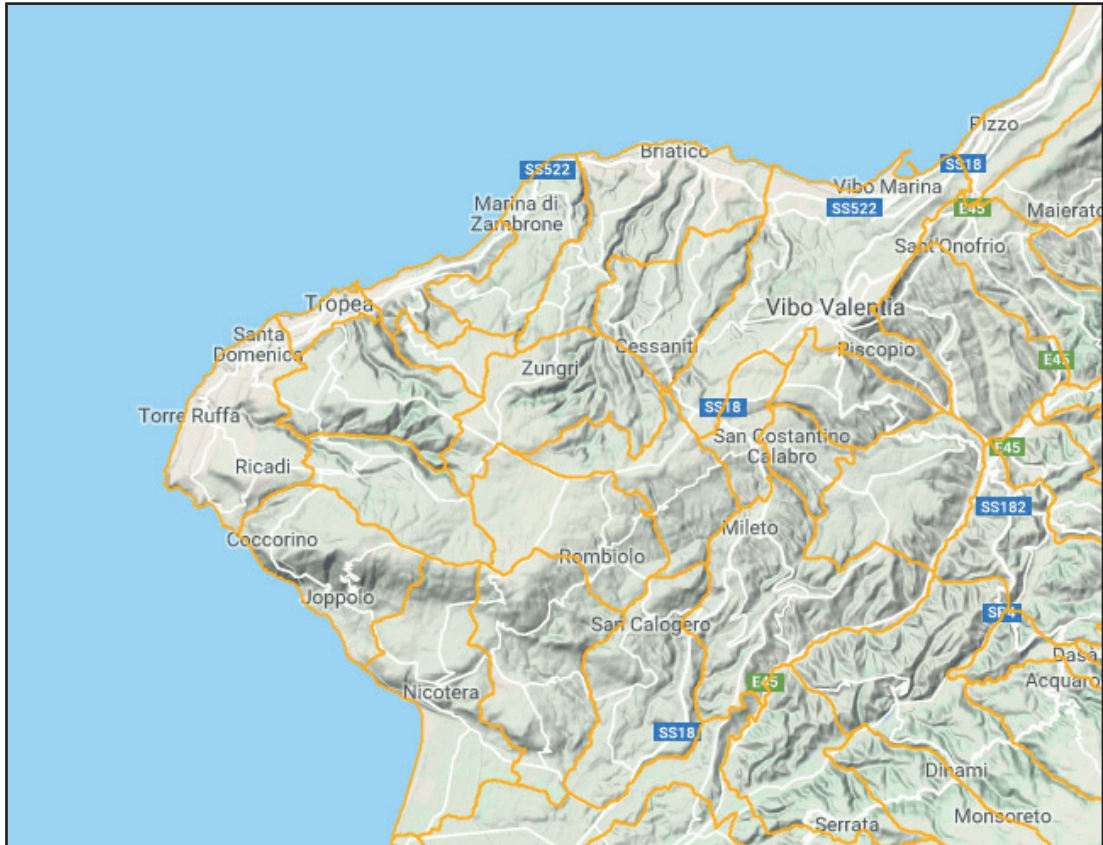 Pizzo
SS18
Briatico
SS522
Vibo Marina
Marina di
Zambrone
SS522
E45
Maierato
Sant'Onofrio
Tropea
Vibo Valentia
Santa
Domenica
Cessaniti
Piscopio
E45
Zungri
Torre Ruffa
SS18
San Costantino
Calabro
E45
Ricadi
SS182
Mileto
Coccorino
Rombiolo
Joppolo
SP4
San Calogero
Dasà
Acquaro
E45
Nicotera
SS18
Dinami
Monsoreto
Serrata